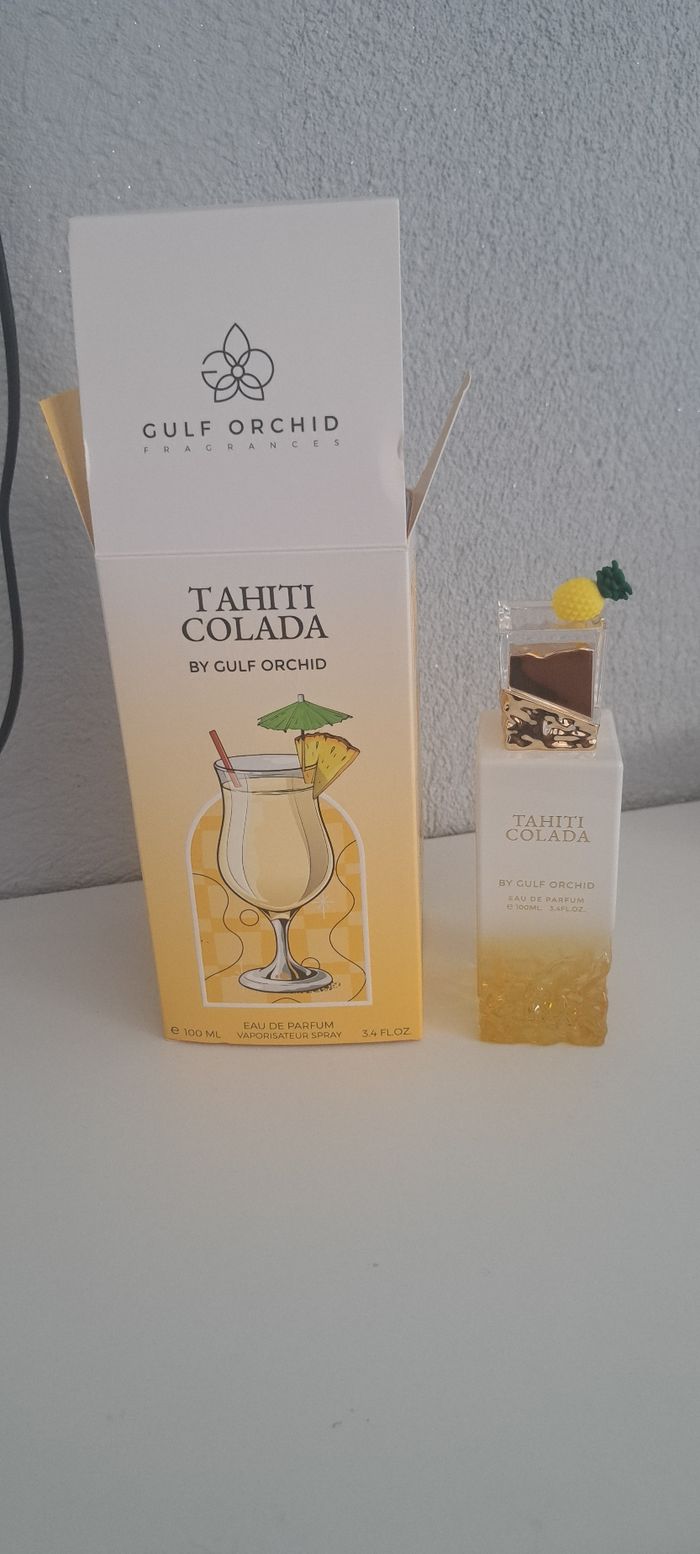 GULF ORCHID
FRAGRANCES
TAHITI
COLADA
BY GULF ORCHID
℮ 100 ML
EAU DE PARFUM
VAPORISATEUR SPRAY
3.4 FL.OZ.
TAHITI
COLADA
BY GULF ORCHID
EAU DE PARFUM
℮ 100ML. 3.4FL.OZ.